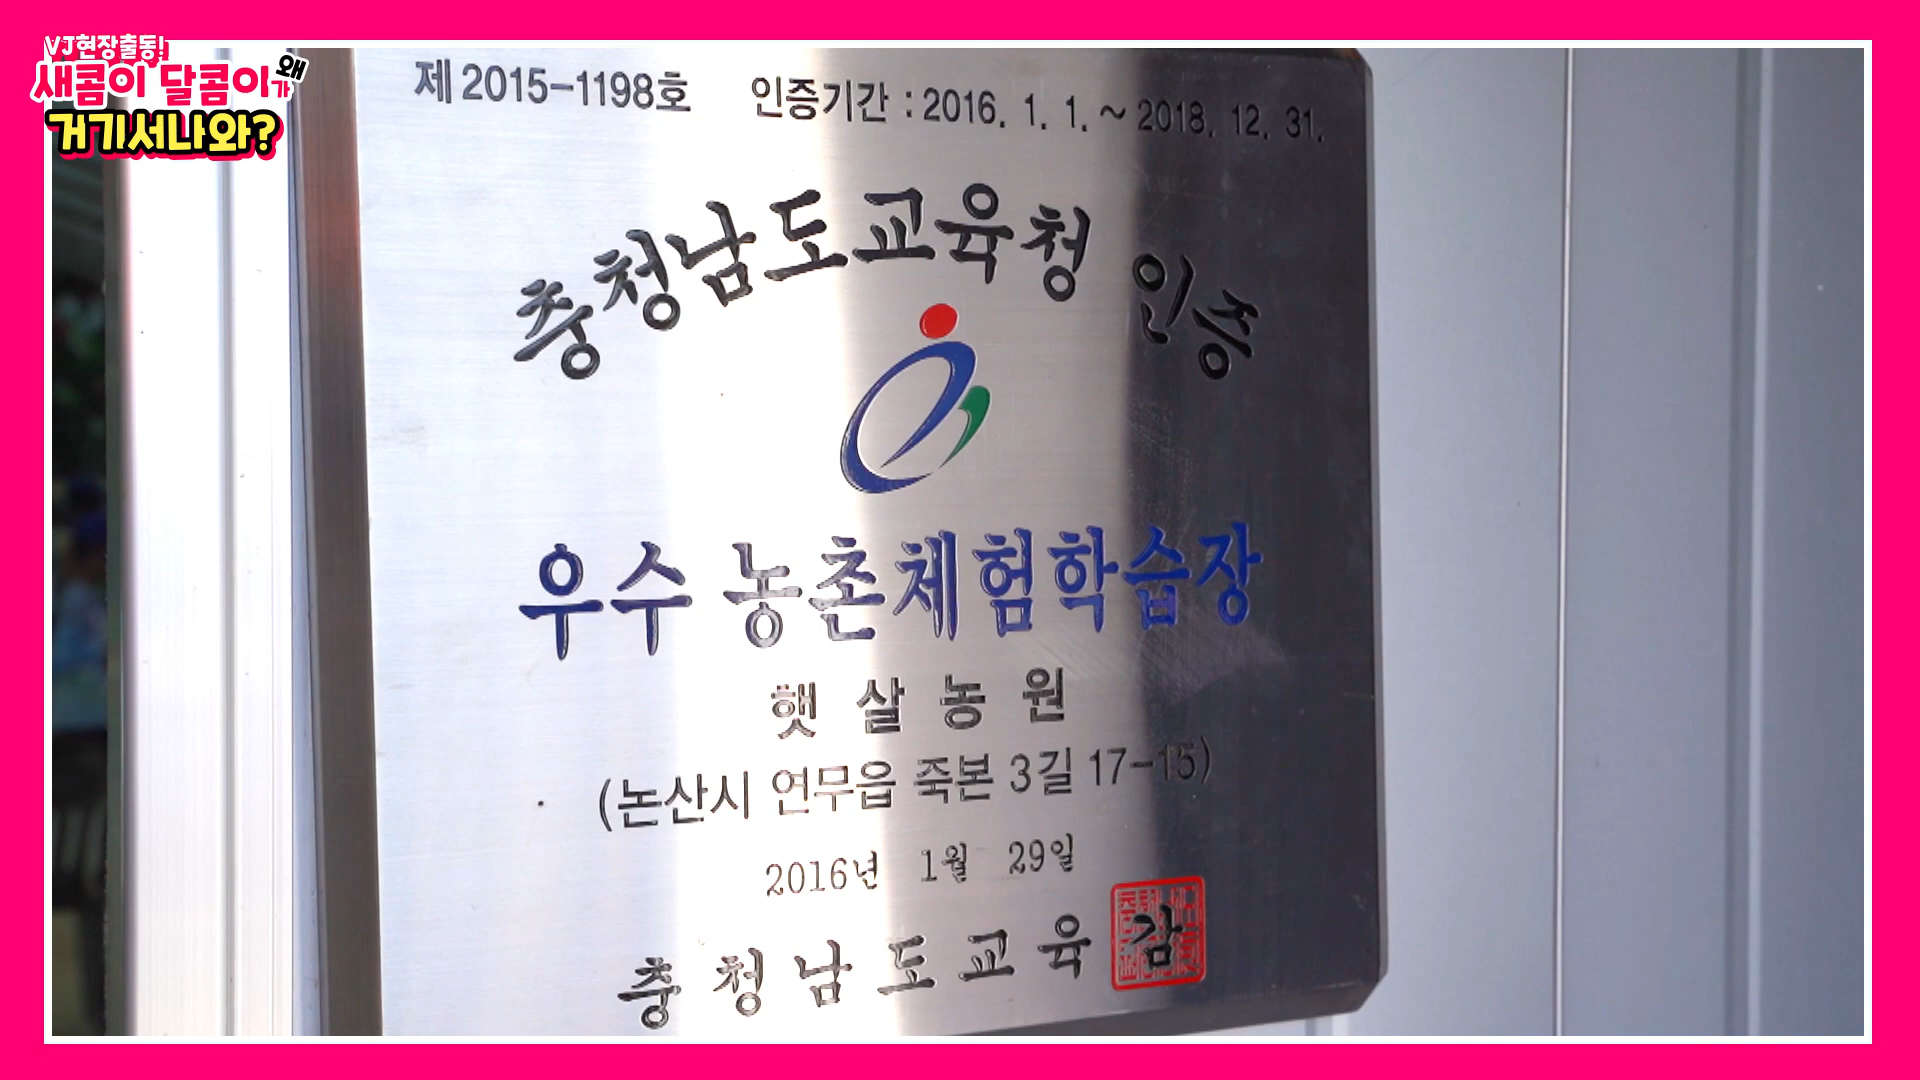 VJ현장출동!
새콤이 달콤이가 왜
거기서나와?
제 2015-1198호 인증기간 : 2016. 1. 1. ~ 2018. 12. 31.
충청남도교육청 인증
우수 농촌체험학습장
햇살농원
(논산시 연무읍 죽본 3길 17-15)
2016년 1월 29일
충청남도교육감